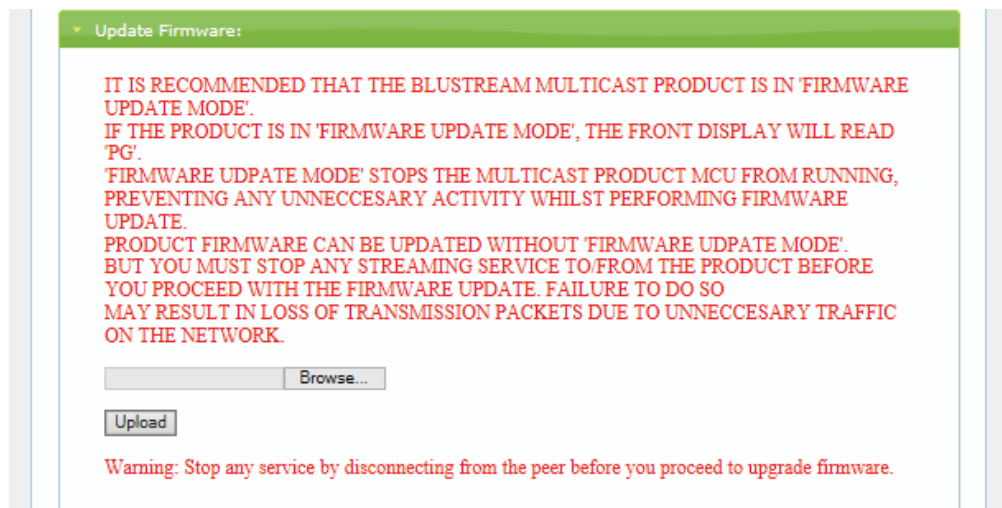 Update Firmware:
IT IS RECOMMENDED THAT THE BLUSTREAM MULTICAST PRODUCT IS IN 'FIRMWARE
UPDATE MODE'.
IF THE PRODUCT IS IN 'FIRMWARE UPDATE MODE', THE FRONT DISPLAY WILL READ
'PG'.
'FIRMWARE UDPATE MODE' STOPS THE MULTICAST PRODUCT MCU FROM RUNNING,
PREVENTING ANY UNNECCESARY ACTIVITY WHILST PERFORMING FIRMWARE
UPDATE.
PRODUCT FIRMWARE CAN BE UPDATED WITHOUT 'FIRMWARE UDPATE MODE'.
BUT YOU MUST STOP ANY STREAMING SERVICE TO/FROM THE PRODUCT BEFORE
YOU PROCEED WITH THE FIRMWARE UPDATE. FAILURE TO DO SO
MAY RESULT IN LOSS OF TRANSMISSION PACKETS DUE TO UNNECCESARY TRAFFIC
ON THE NETWORK.
Browse...
Upload
Warning: Stop any service by disconnecting from the peer before you proceed to upgrade firmware.